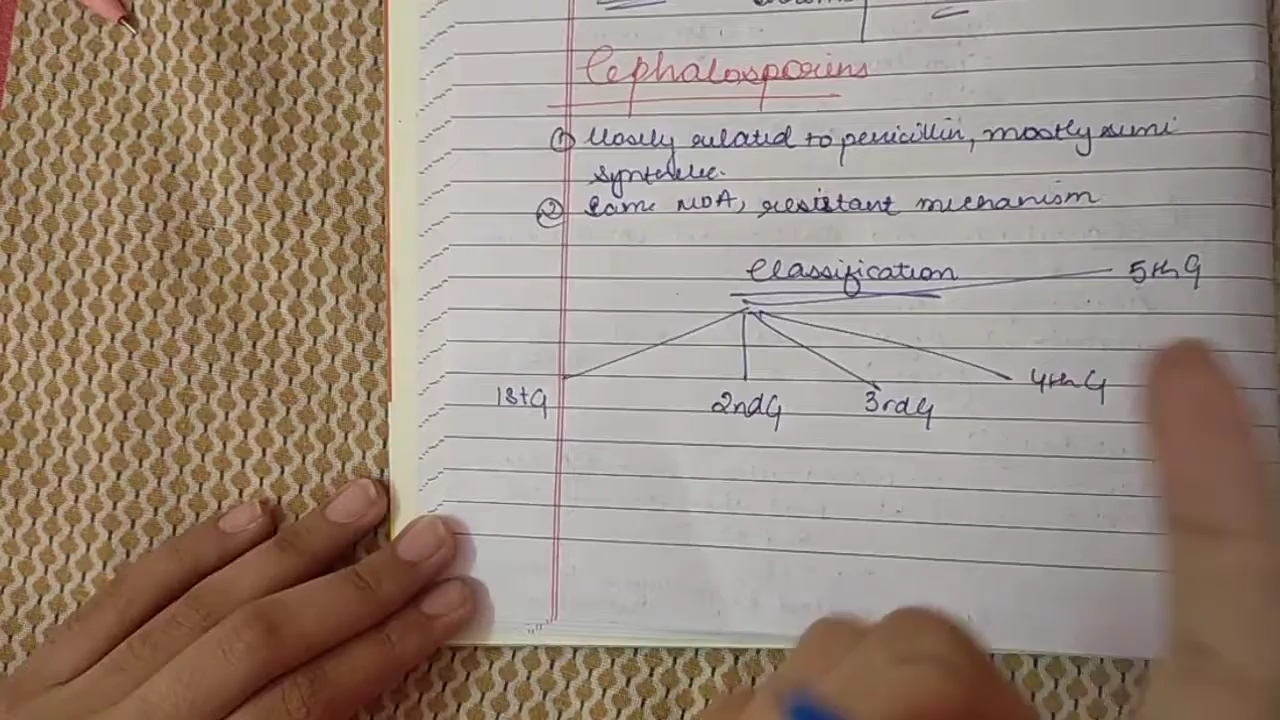 Cephalosporins
① closely related to penicillin, mostly semi
synthetic.
② Same MOA, resistant mechanism
Classification
5th G
1st G
2nd G
3rd G
4th G